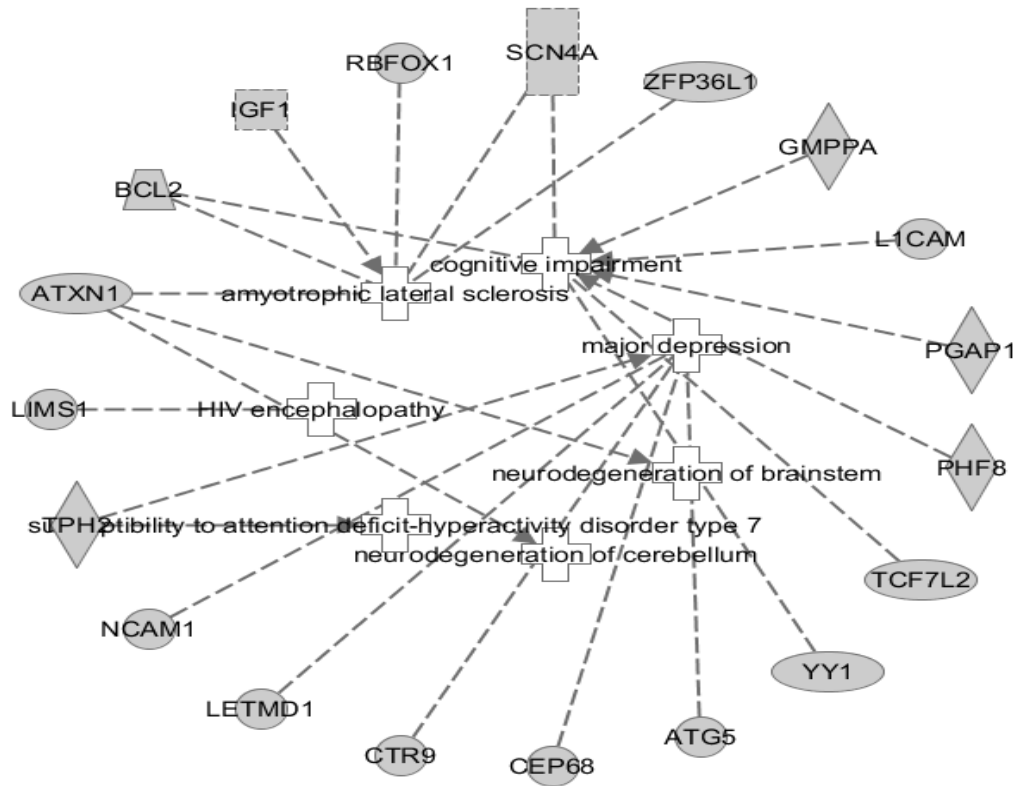 SCN4A
RBFOX1
ZFP36L1
IGF1
GMPPA
BCL2
L1CAM
cognitive impairment
ATXN1
amyotrophic lateral sclerosis
major depression
PGAP1
LIMS1
HIV encephalopathy
PHF8
neurodegeneration of brainstem
TPH2
ptibility to attention deficit-hyperactivity disorder type 7
neurodegeneration of cerebellum
TCF7L2
NCAM1
YY1
LETMD1
ATG5
CTR9
CEP68